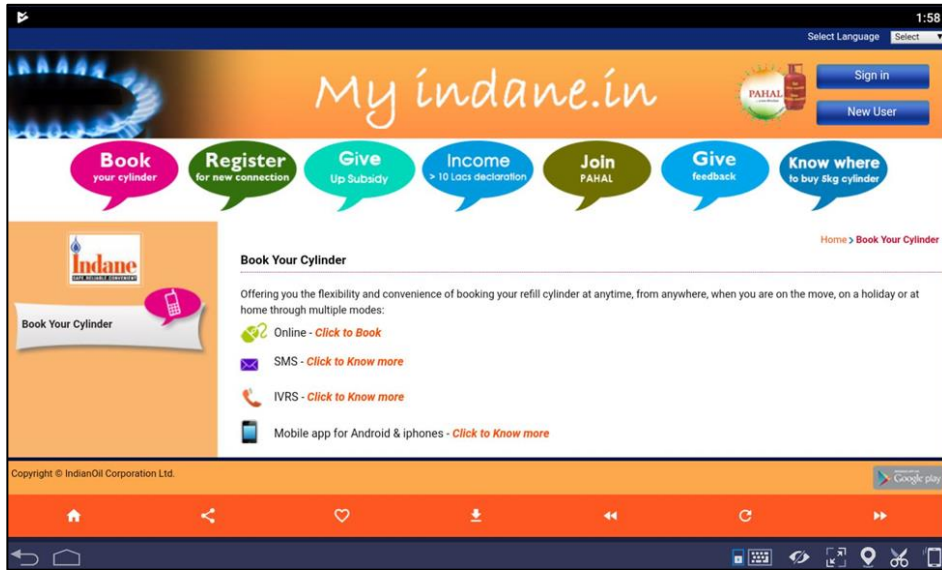 1:58
Select Language Select
My indane.in
PAHAL
Sign in
New User
Book
your cylinder
Register
for new connection
Give
Up Subsidy
Income
> 10 Lacs declaration
Join
PAHAL
Give
feedback
Know where
to buy 5kg cylinder
Home > Book Your Cylinder
Indane
SAFE RELIABLE CONVENIENT
Book Your Cylinder
Book Your Cylinder
Offering you the flexibility and convenience of booking your refill cylinder at anytime, from anywhere, when you are on the move, on a holiday or at
home through multiple modes:
Online - Click to Book
SMS - Click to Know more
IVRS - Click to Know more
Mobile app for Android & iphones - Click to Know more
Copyright © IndianOil Corporation Ltd.
Google play